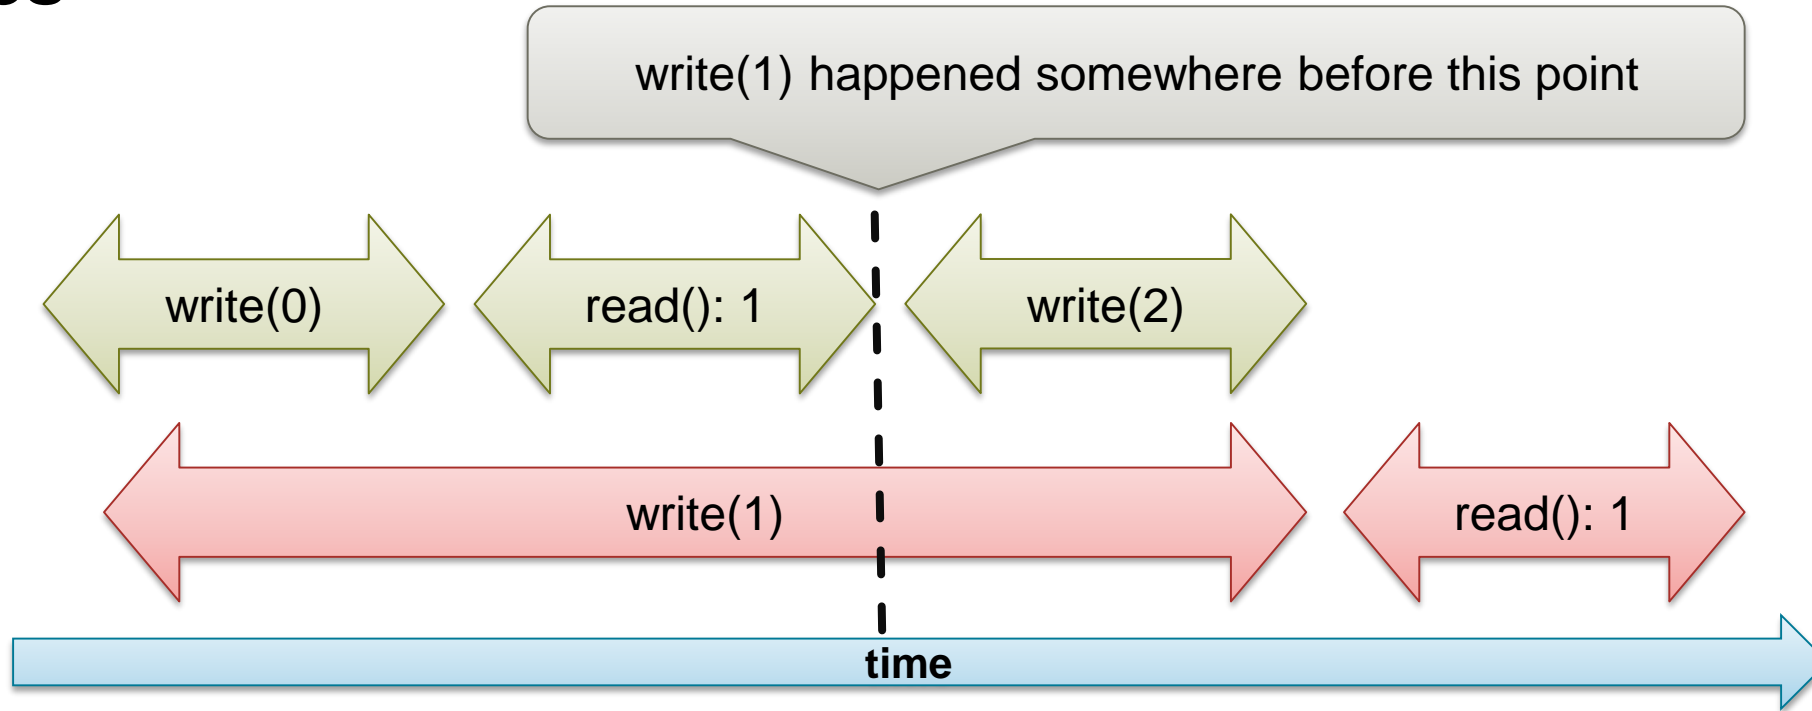 write(1) happened somewhere before this point
write(0)
read(): 1
write(2)
write(1)
read(): 1
time